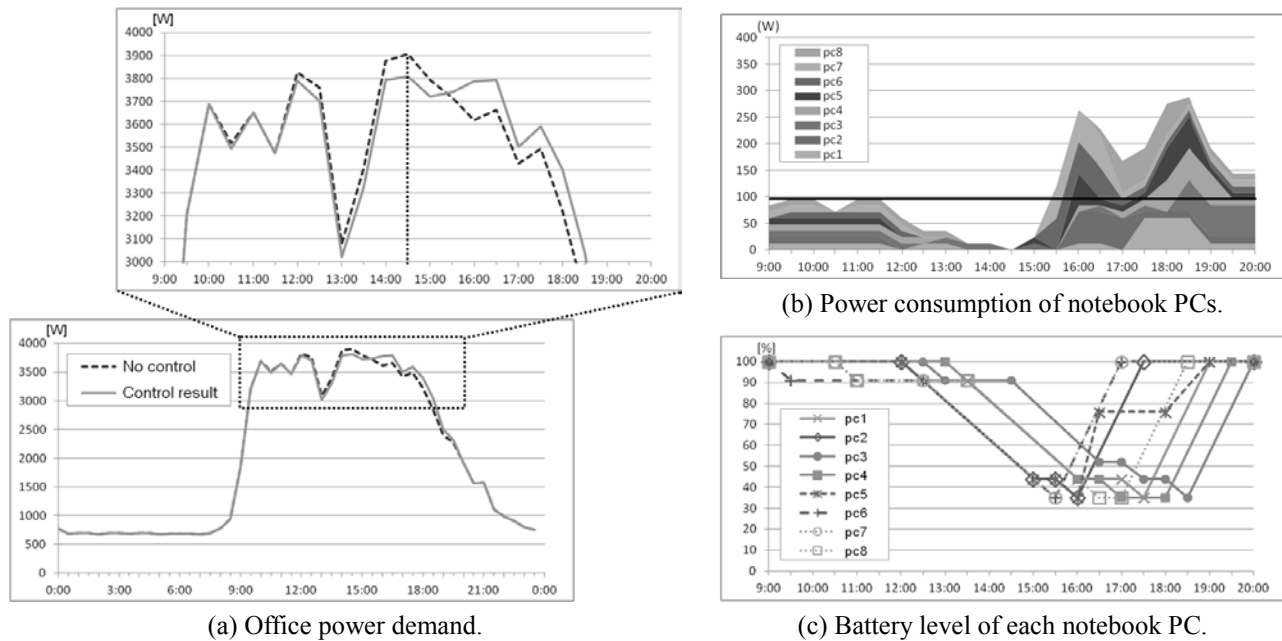 [W]
4000
3900
3800
3700
3600
3500
3400
3300
3200
3100
3000
9:00 10:00 11:00 12:00 13:00 14:00 15:00 16:00 17:00 18:00 19:00 20:00
[W]
4000
3500
3000
2500
2000
1500
1000
500
0
No control
Control result
0:00 3:00 6:00 9:00 12:00 15:00 18:00 21:00 0:00
(a) Office power demand.
(W)
400
350
300
250
200
150
100
50
0
pc8
pc7
pc6
pc5
pc4
pc3
pc2
pc1
9:00 10:00 11:00 12:00 13:00 14:00 15:00 16:00 17:00 18:00 19:00 20:00
(b) Power consumption of notebook PCs.
[%]
100
90
80
70
60
50
40
30
20
10
0
pc1
pc2
pc3
pc4
pc5
pc6
pc7
pc8
9:00 10:00 11:00 12:00 13:00 14:00 15:00 16:00 17:00 18:00 19:00 20:00
(c) Battery level of each notebook PC.